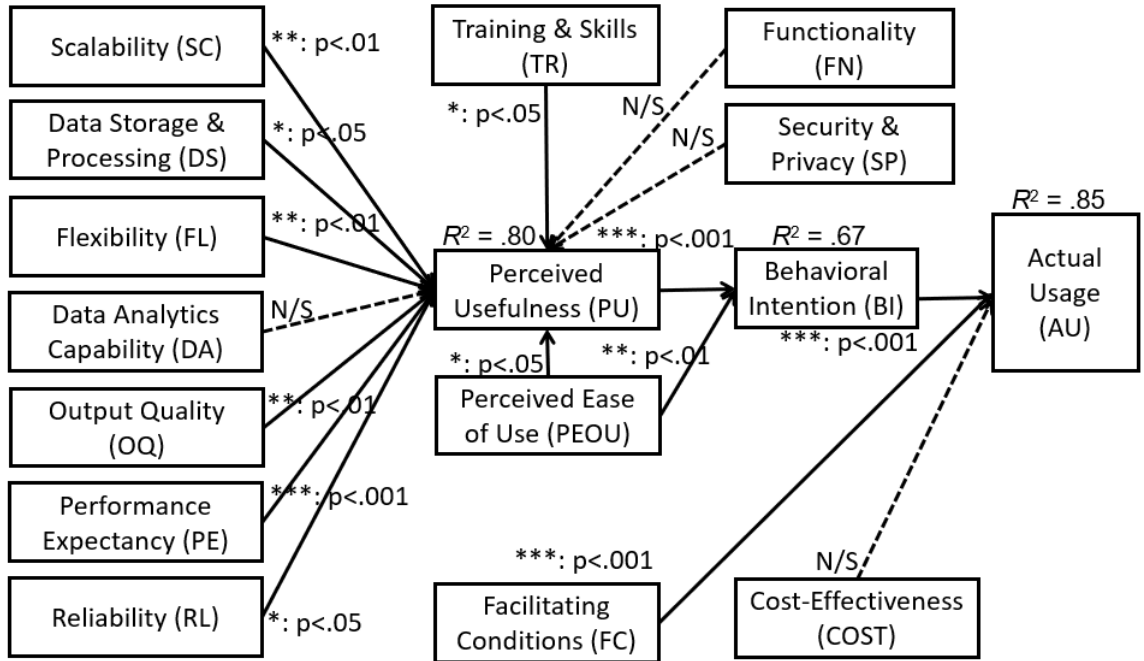 Scalability (SC)
**: p<.01
Data Storage &
Processing (DS)
*: p<.05
Flexibility (FL)
**: p<.01
Data Analytics
Capability (DA)
N/S
Output Quality
(OQ)
**: p<.01
Performance
Expectancy (PE)
***: p<.001
Reliability (RL)
*: p<.05
Training & Skills
(TR)
*: p<.05
Functionality
(FN)
N/S
Security &
Privacy (SP)
N/S
R² = .80
Perceived
Usefulness (PU)
***: p<.001
*: p<.05
Perceived Ease
of Use (PEOU)
**: p<.01
R² = .67
Behavioral
Intention (BI)
***: p<.001
R² = .85
Actual
Usage
(AU)
***: p<.001
Facilitating
Conditions (FC)
N/S
Cost-Effectiveness
(COST)